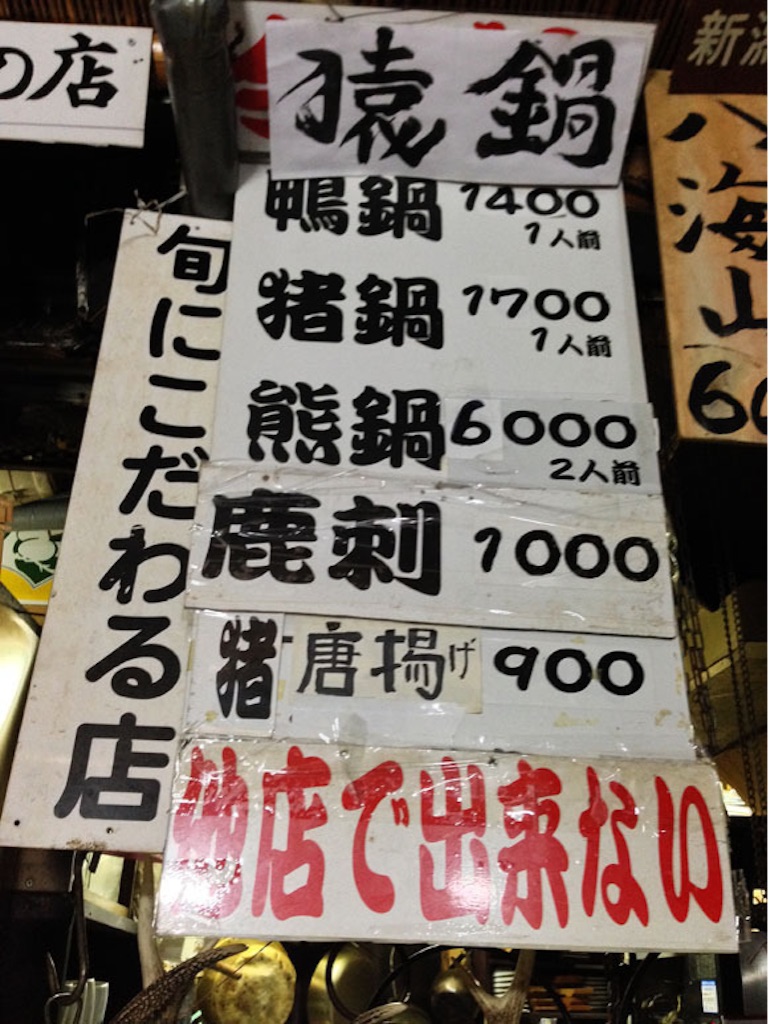 の店
猿鍋
鴨鍋 1400
1人前
猪鍋 1700
1人前
熊鍋 6000
2人前
鹿刺 1000
猪唐揚げ 900
他店で出来ない
旬にこだわる店
新潟
八海山
60